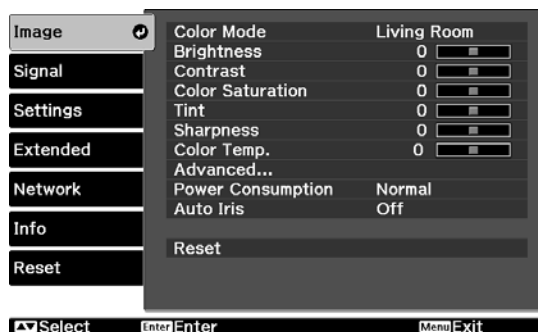 Image
Signal
Settings
Extended
Network
Info
Reset
Color Mode Living Room
Brightness 0
Contrast 0
Color Saturation 0
Tint 0
Sharpness 0
Color Temp. 0
Advanced...
Power Consumption Normal
Auto Iris Off
Reset
Select Enter Enter Menu Exit